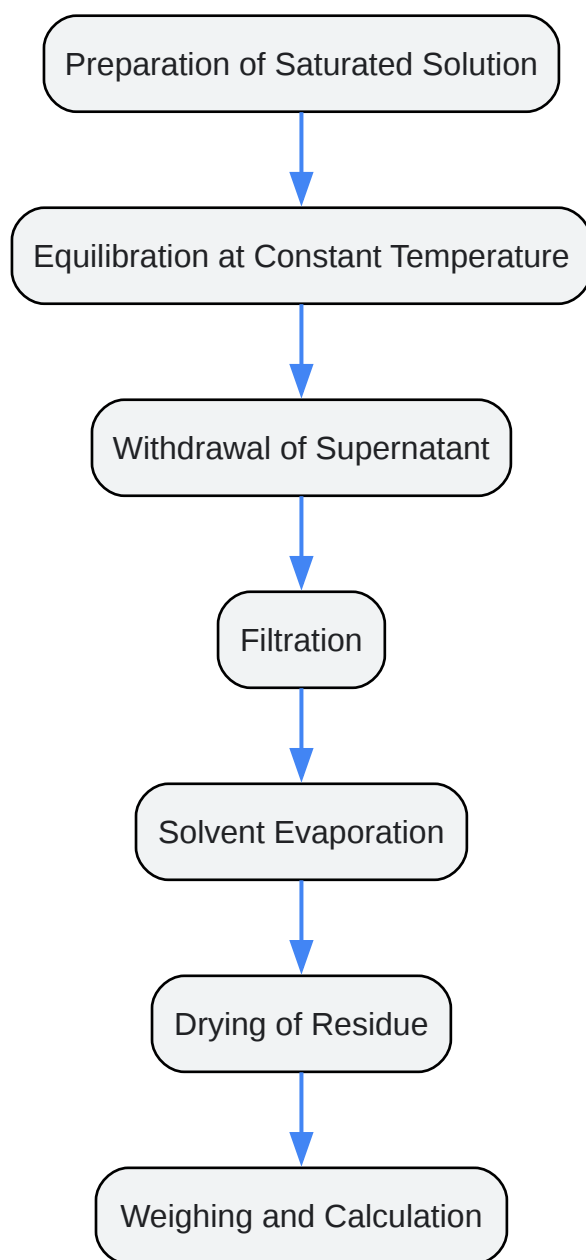 Preparation of Saturated Solution
Equilibration at Constant Temperature
Withdrawal of Supernatant
Filtration
Solvent Evaporation
Drying of Residue
Weighing and Calculation